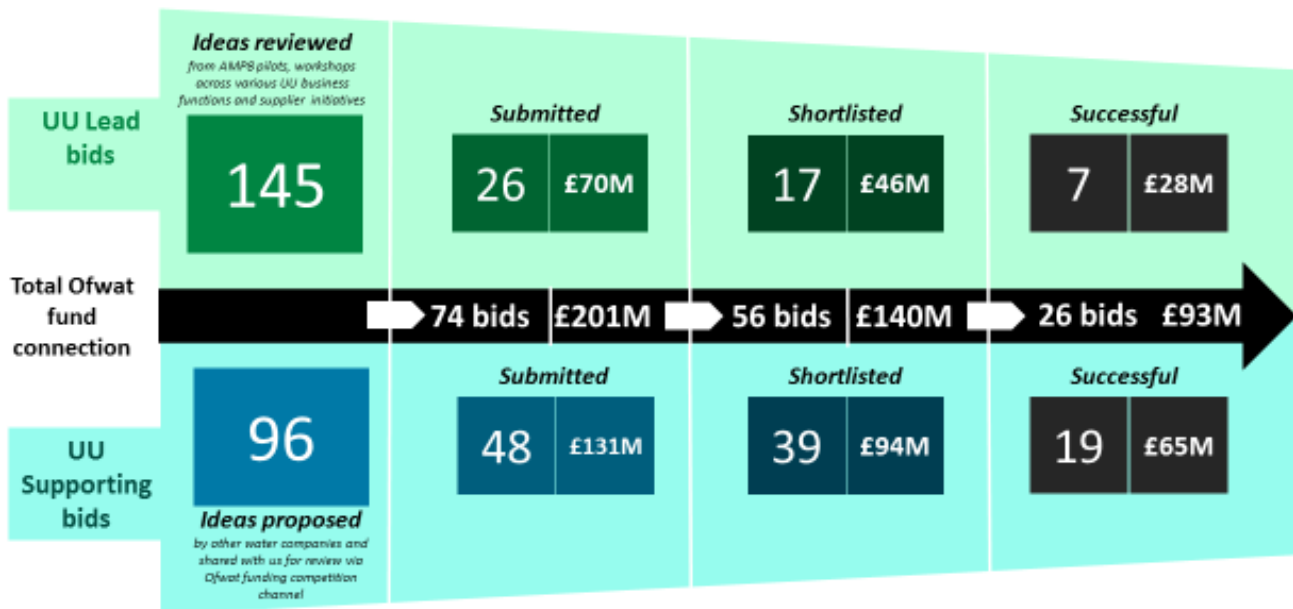 Ideas reviewed
from AMP8 pilots, workshops
across various UU business
functions and supplier initiatives
UU Lead
bids
145
Submitted
26 £70M
Shortlisted
17 £46M
Successful
7 £28M
Total Ofwat
fund
connection
74 bids £201M
56 bids £140M
26 bids £93M
UU
Supporting
bids
96
Ideas proposed
by other water companies and
shared with us for review via
Ofwat funding competition
channel
Submitted
48 £131M
Shortlisted
39 £94M
Successful
19 £65M